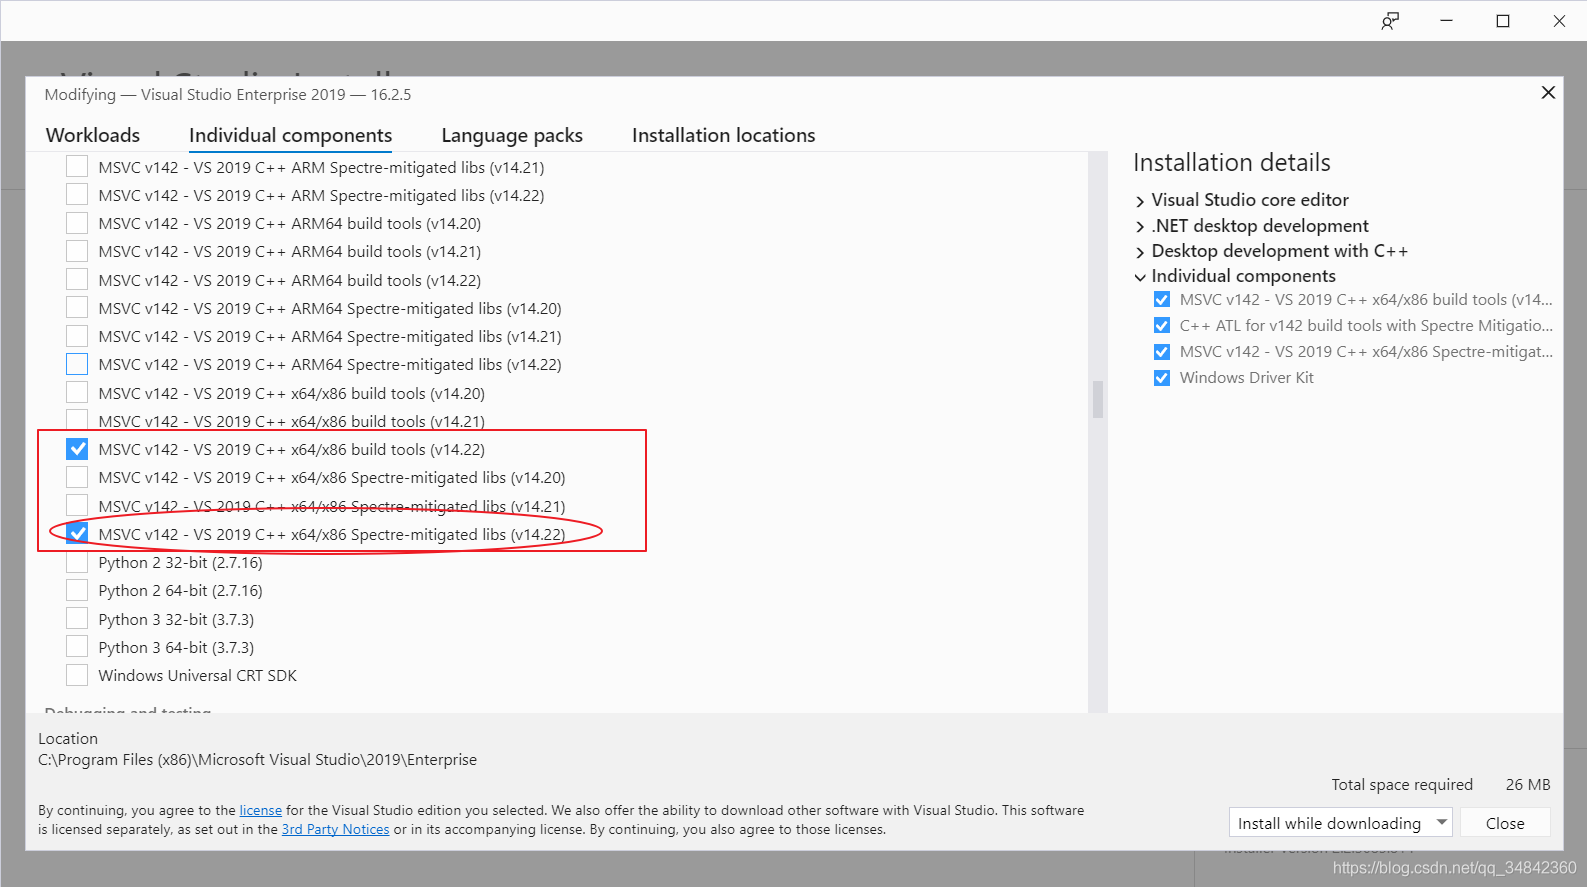 Modifying — Visual Studio Enterprise 2019 — 16.2.5
Workloads Individual components Language packs Installation locations
MSVC v142 - VS 2019 C++ ARM Spectre-mitigated libs (v14.21)
MSVC v142 - VS 2019 C++ ARM Spectre-mitigated libs (v14.22)
MSVC v142 - VS 2019 C++ ARM64 build tools (v14.20)
MSVC v142 - VS 2019 C++ ARM64 build tools (v14.21)
MSVC v142 - VS 2019 C++ ARM64 build tools (v14.22)
MSVC v142 - VS 2019 C++ ARM64 Spectre-mitigated libs (v14.20)
MSVC v142 - VS 2019 C++ ARM64 Spectre-mitigated libs (v14.21)
MSVC v142 - VS 2019 C++ ARM64 Spectre-mitigated libs (v14.22)
MSVC v142 - VS 2019 C++ x64/x86 build tools (v14.20)
MSVC v142 - VS 2019 C++ x64/x86 build tools (v14.21)
MSVC v142 - VS 2019 C++ x64/x86 build tools (v14.22)
MSVC v142 - VS 2019 C++ x64/x86 Spectre-mitigated libs (v14.20)
MSVC v142 - VS 2019 C++ x64/x86 Spectre-mitigated libs (v14.21)
MSVC v142 - VS 2019 C++ x64/x86 Spectre-mitigated libs (v14.22)
Python 2 32-bit (2.7.16)
Python 2 64-bit (2.7.16)
Python 3 32-bit (3.7.3)
Python 3 64-bit (3.7.3)
Windows Universal CRT SDK
Debugging and testing
Installation details
Visual Studio core editor
.NET desktop development
Desktop development with C++
Individual components
MSVC v142 - VS 2019 C++ x64/x86 build tools (v14...
C++ ATL for v142 build tools with Spectre Mitigatio...
MSVC v142 - VS 2019 C++ x64/x86 Spectre-mitigat...
Windows Driver Kit
Location
C:\Program Files (x86)\Microsoft Visual Studio\2019\Enterprise
Total space required 26 MB
By continuing, you agree to the license for the Visual Studio edition you selected. We also offer the ability to download other software with Visual Studio. This software
is licensed separately, as set out in the 3rd Party Notices or in its accompanying license. By continuing, you also agree to those licenses.
Install while downloading
Close
https://blog.csdn.net/qq_34842360